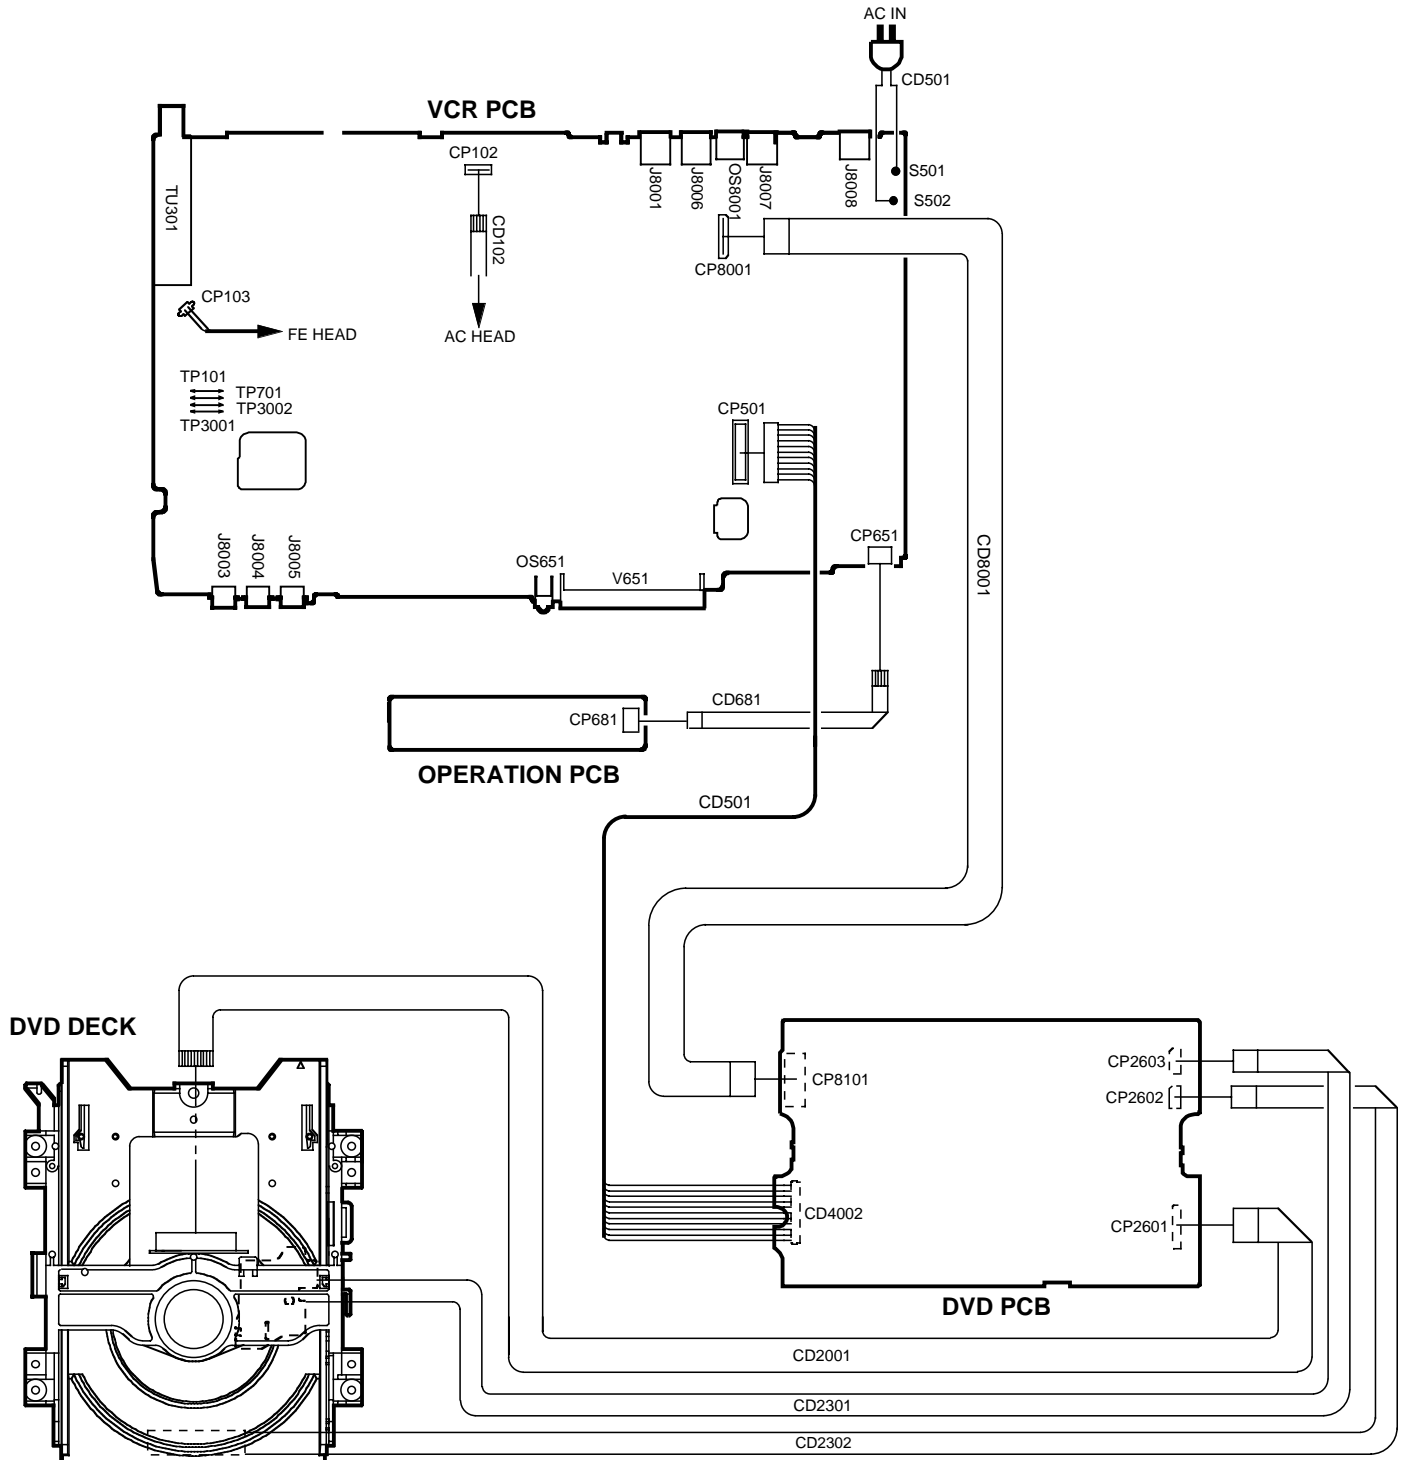 AC IN
CD501
VCR PCB
CP102
TU301
J8001
J8006
OS8001
J8007
J8008
S501
S502
CD102
CP8001
CP103
FE HEAD
AC HEAD
TP101
TP701
TP3002
TP3001
CP501
CP651
CD8001
J8003
J8004
J8005
OS651
V651
CD681
CP681
OPERATION PCB
CD501
DVD DECK
CP2603
CP8101
CP2602
CD4002
CP2601
DVD PCB
CD2001
CD2301
CD2302